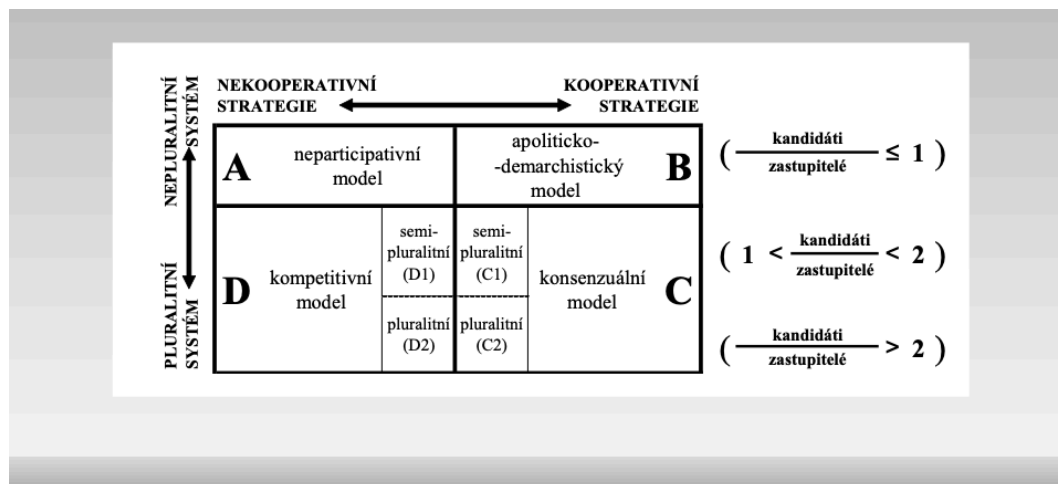 NEKOOPERATIVNÍ
STRATEGIE
KOOPERATIVNÍ
STRATEGIE
NEPLURALITNÍ
SYSTÉM
PLURALITNÍ
SYSTÉM
A
neparticipativní
model
apoliticko-
-demarchistický
model
B
D
kompetitivní
model
semi-
pluralitní
(D1)
pluralitní
(D2)
semi-
pluralitní
(C1)
pluralitní
(C2)
konsenzuální
model
C
( kandidáti
zastupitelé ≤ 1 )
( 1 < kandidáti
zastupitelé < 2 )
( kandidáti
zastupitelé > 2 )